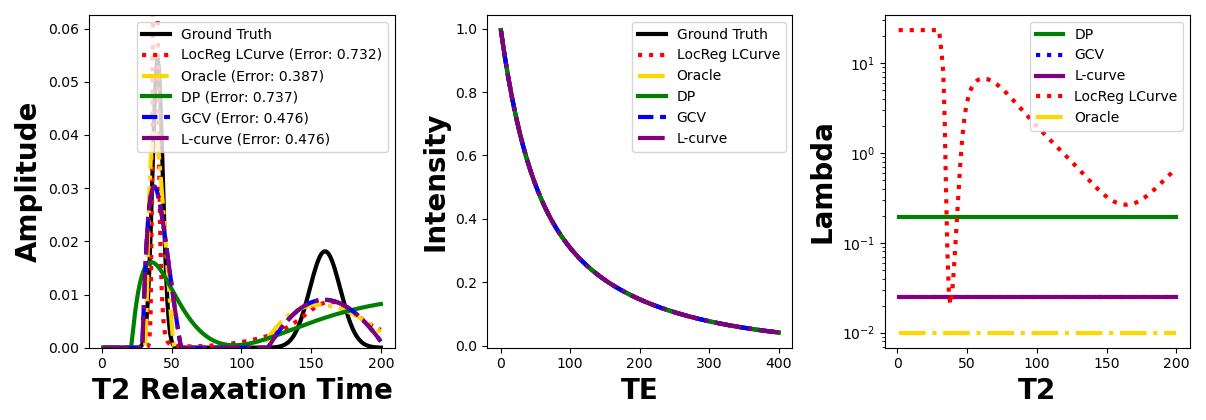 0.06
0.05
0.04
0.03
0.02
0.01
0.00
Amplitude
0
50
100
150
200
T2 Relaxation Time
Ground Truth
LocReg LCurve (Error: 0.732)
Oracle (Error: 0.387)
DP (Error: 0.737)
GCV (Error: 0.476)
L-curve (Error: 0.476)
1.0
0.8
0.6
0.4
0.2
0.0
Intensity
0
100
200
300
400
TE
Ground Truth
LocReg LCurve
Oracle
DP
GCV
L-curve
10¹
10⁰
10⁻¹
10⁻²
Lambda
0
50
100
150
200
T2
DP
GCV
L-curve
LocReg LCurve
Oracle